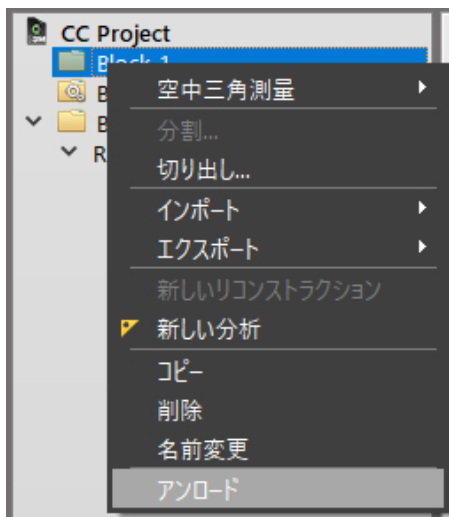 CC Project
Block 1
空中三角測量
分割...
切り出し...
インポート
エクスポート
新しいリコンストラクション
新しい分析
コピー
削除
名前変更
アンロード